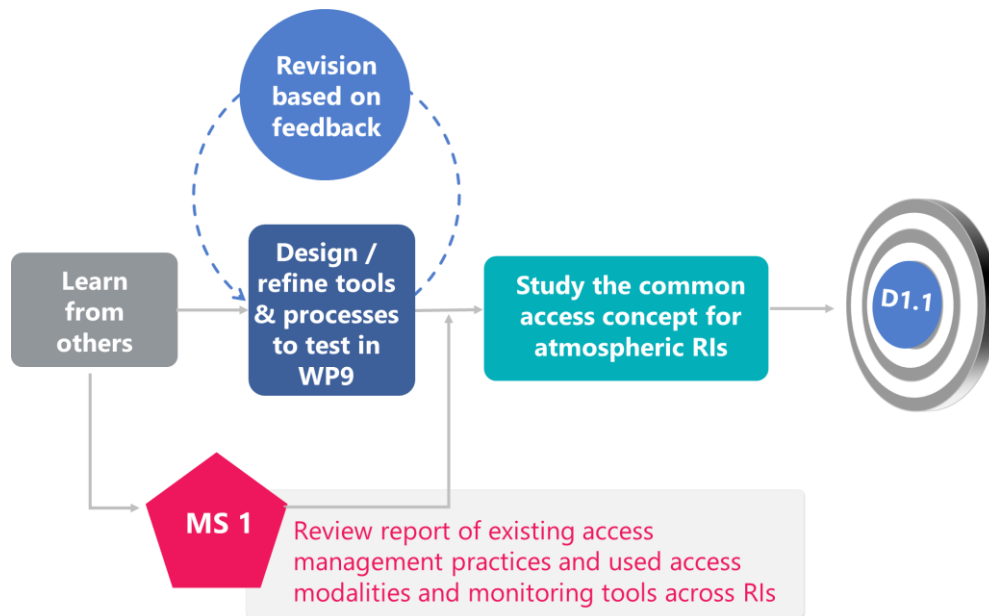 Revision
based on
feedback
Learn
from
others
Design /
refine tools
& processes
to test in
WP9
Study the common
access concept for
atmospheric RIs
D1.1
MS 1
Review report of existing access
management practices and used access
modalities and monitoring tools across RIs